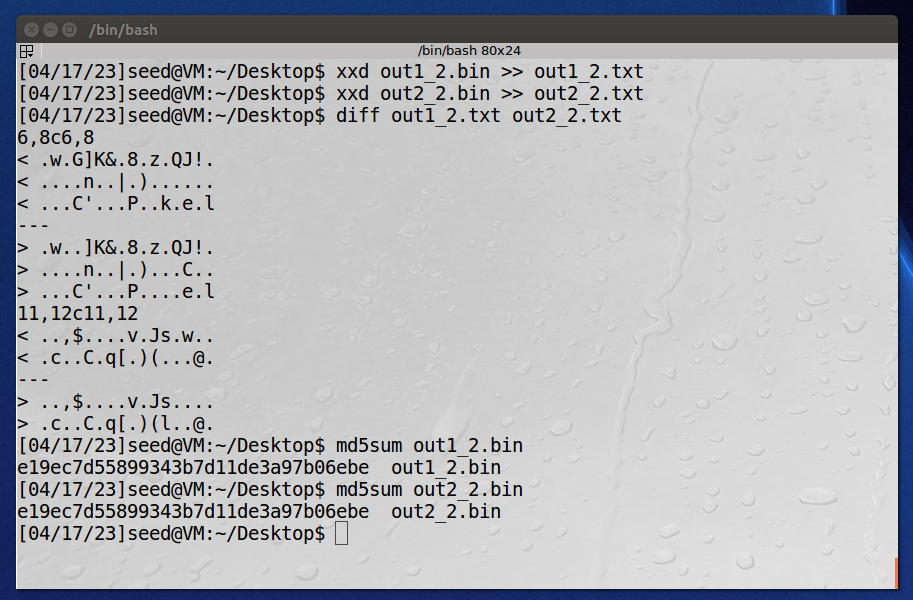 /bin/bash
/bin/bash 80x24
[04/17/23]seed@VM:~/Desktop$ xxd out1_2.bin >> out1_2.txt
[04/17/23]seed@VM:~/Desktop$ xxd out2_2.bin >> out2_2.txt
[04/17/23]seed@VM:~/Desktop$ diff out1_2.txt out2_2.txt
6,8c6,8
< .w.G]K&.8.z.QJ!.
< ....n..|.)......
< ...C'...P..k.e.l
---
> .w..]K&.8.z.QJ!.
> ....n..|.)...C..
> ...C'...P....e.l
11,12c11,12
< ..,$....v.Js.w..
< .c..C.q[.)(...@.
---
> ..,$....v.Js....
> .c..C.q[.)(l..@.
[04/17/23]seed@VM:~/Desktop$ md5sum out1_2.bin
e19ec7d55899343b7d11de3a97b06ebe  out1_2.bin
[04/17/23]seed@VM:~/Desktop$ md5sum out2_2.bin
e19ec7d55899343b7d11de3a97b06ebe  out2_2.bin
[04/17/23]seed@VM:~/Desktop$